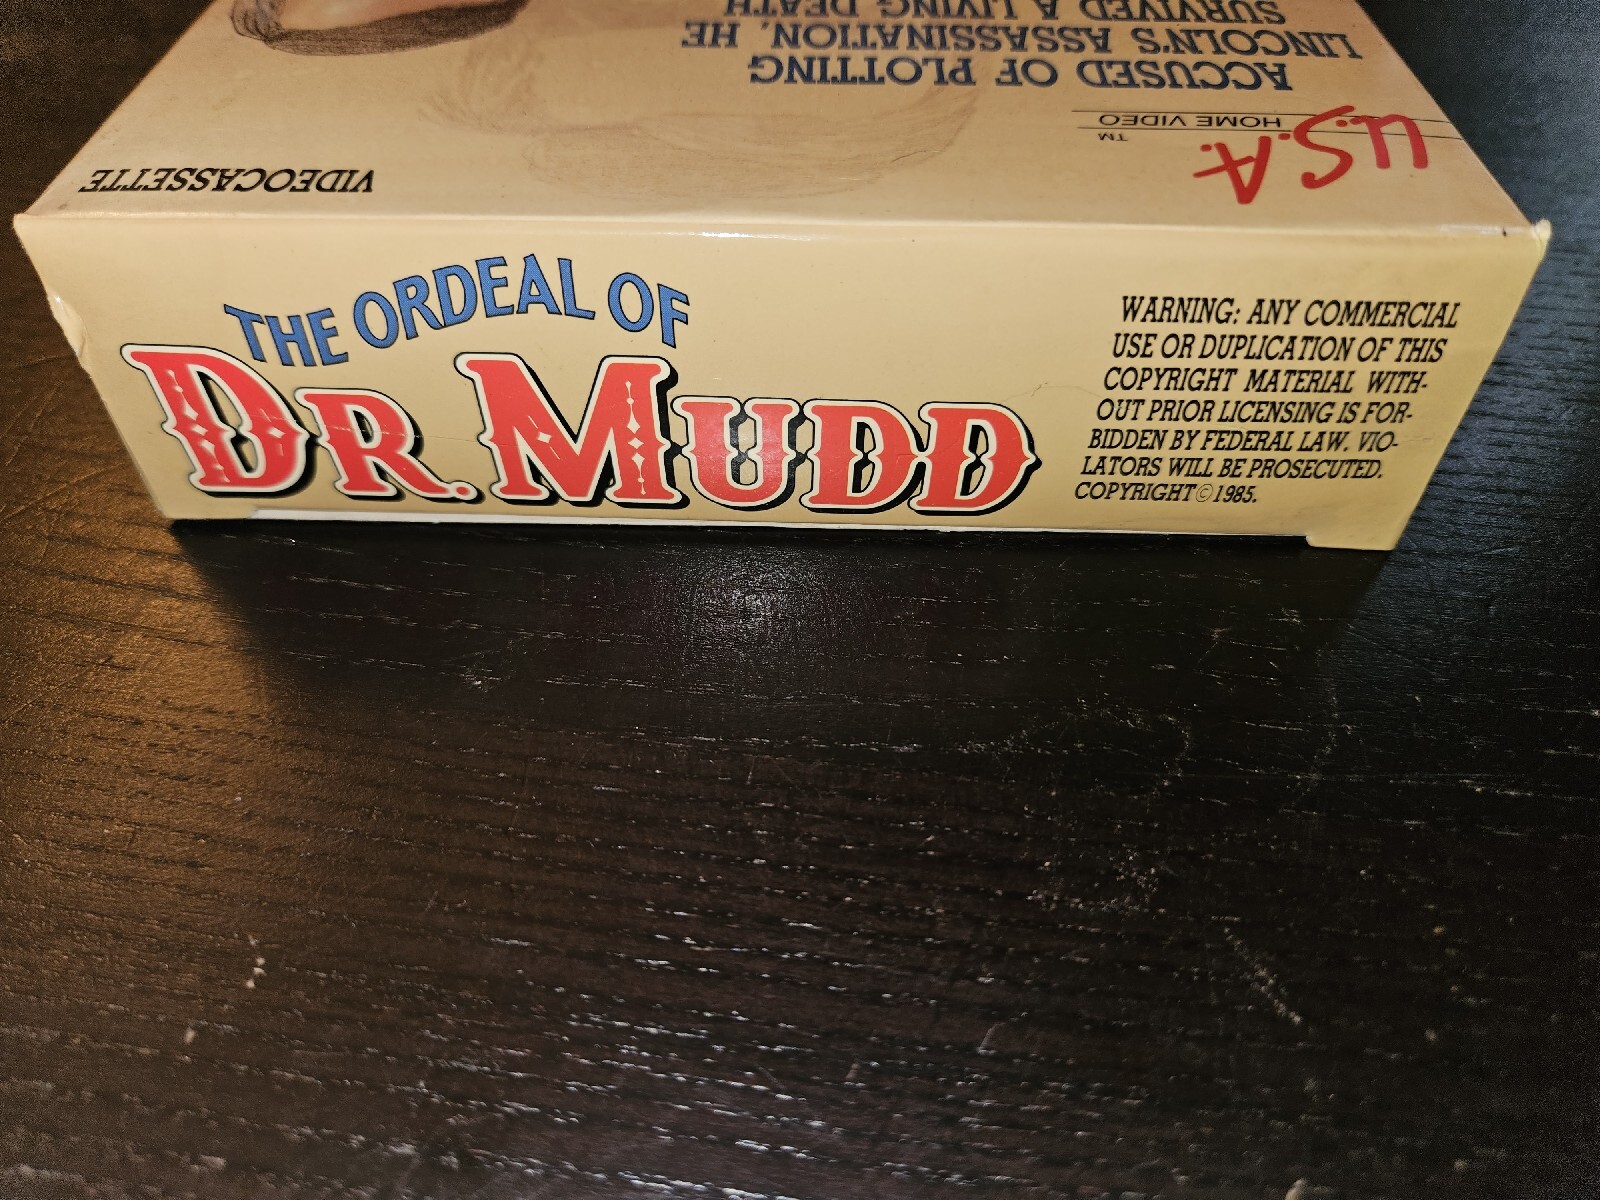 ACCUSED OF PLOTTING
LINCOLN'S ASSASSINATION, HE
SURVIVED A LIVING DEATH
U.S.A.
HOME VIDEO
TM
VIDEOCASSETTE
THE ORDEAL OF
DR. MUDD
WARNING: ANY COMMERCIAL
USE OR DUPLICATION OF THIS
COPYRIGHT MATERIAL WITH-
OUT PRIOR LICENSING IS FOR-
BIDDEN BY FEDERAL LAW. VIO-
LATORS WILL BE PROSECUTED.
COPYRIGHT © 1985.